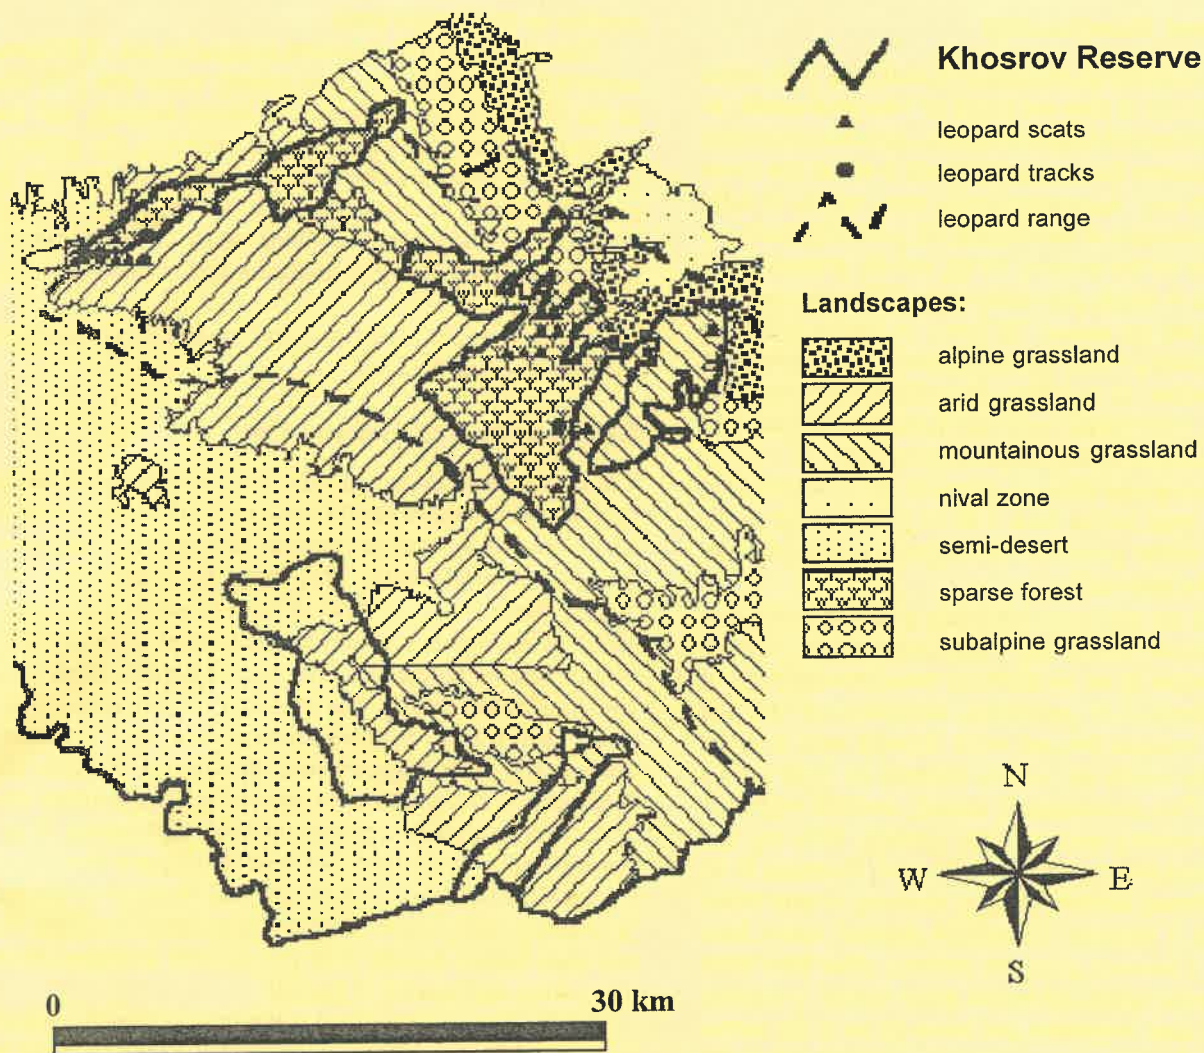 Khosrov Reserve
leopard scats
leopard tracks
leopard range
Landscapes:
alpine grassland
arid grassland
mountainous grassland
nival zone
semi-desert
sparse forest
subalpine grassland
N
W E
S
0 30 km